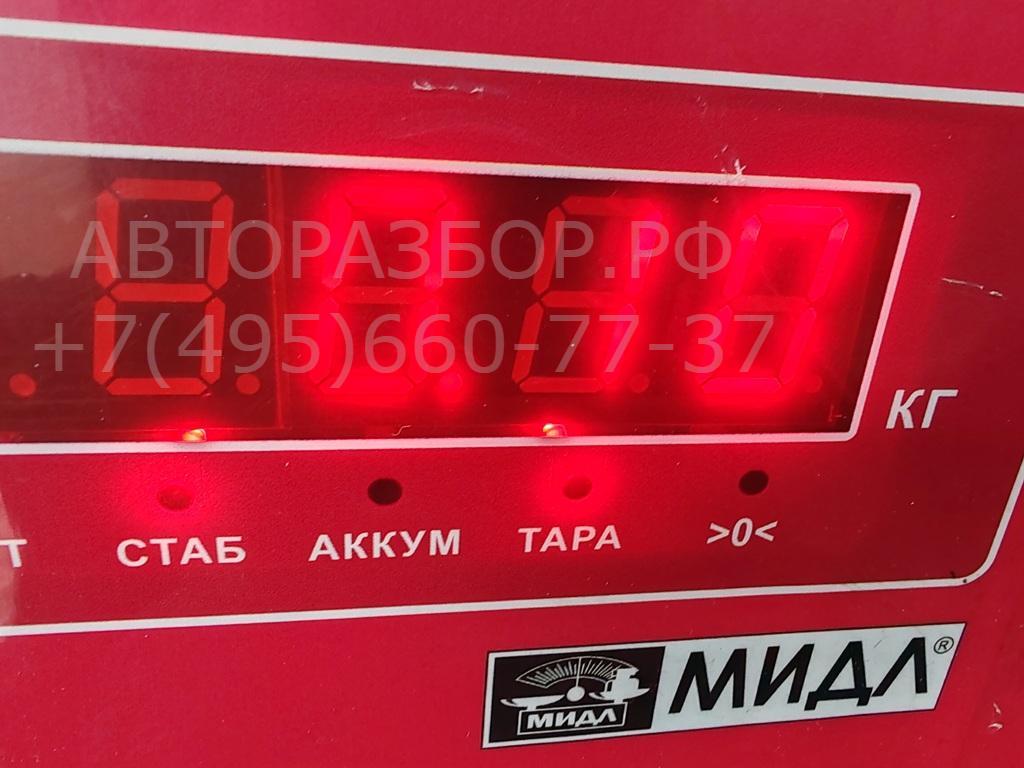 АВТОРАЗБОР.РФ
+7(495)660-77-37
КГ
Т СТАБ АККУМ ТАРА >0<
МИДЛ МИДЛ®